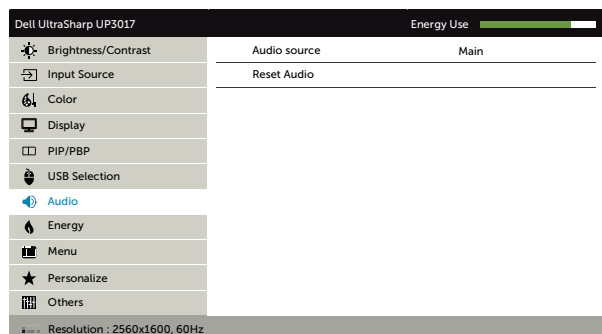 Dell UltraSharp UP3017 Energy Use
Brightness/Contrast Audio source Main
Input Source Reset Audio
Color
Display
PIP/PBP
USB Selection
Audio
Energy
Menu
Personalize
Others
Resolution : 2560x1600, 60Hz